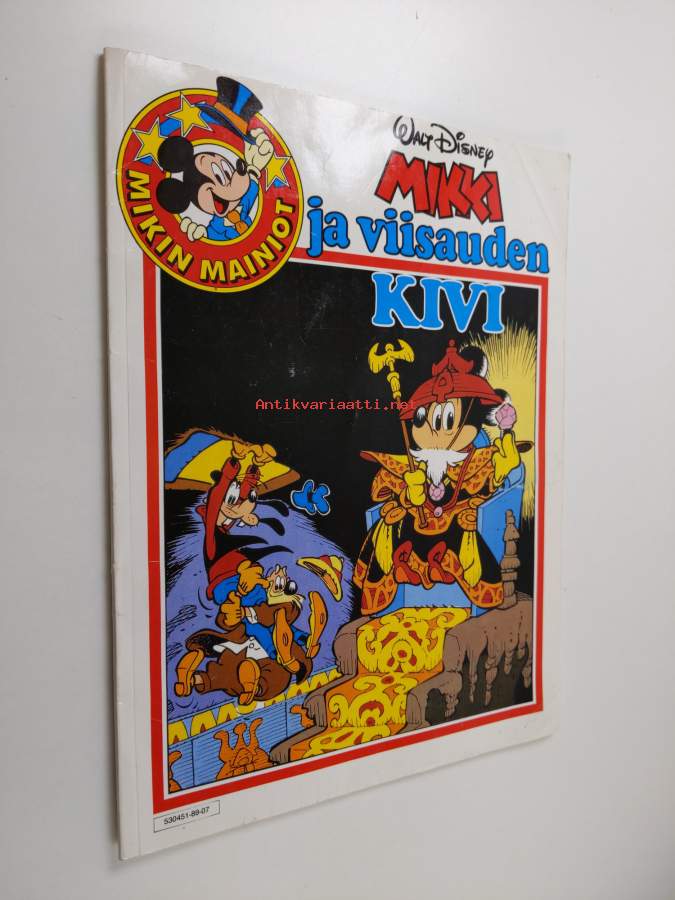 WALT DISNEY
MIKKI
ja viisauden
KIVI
MIKIN MAINIOT
Antikvariaatti.net
530451-89-07